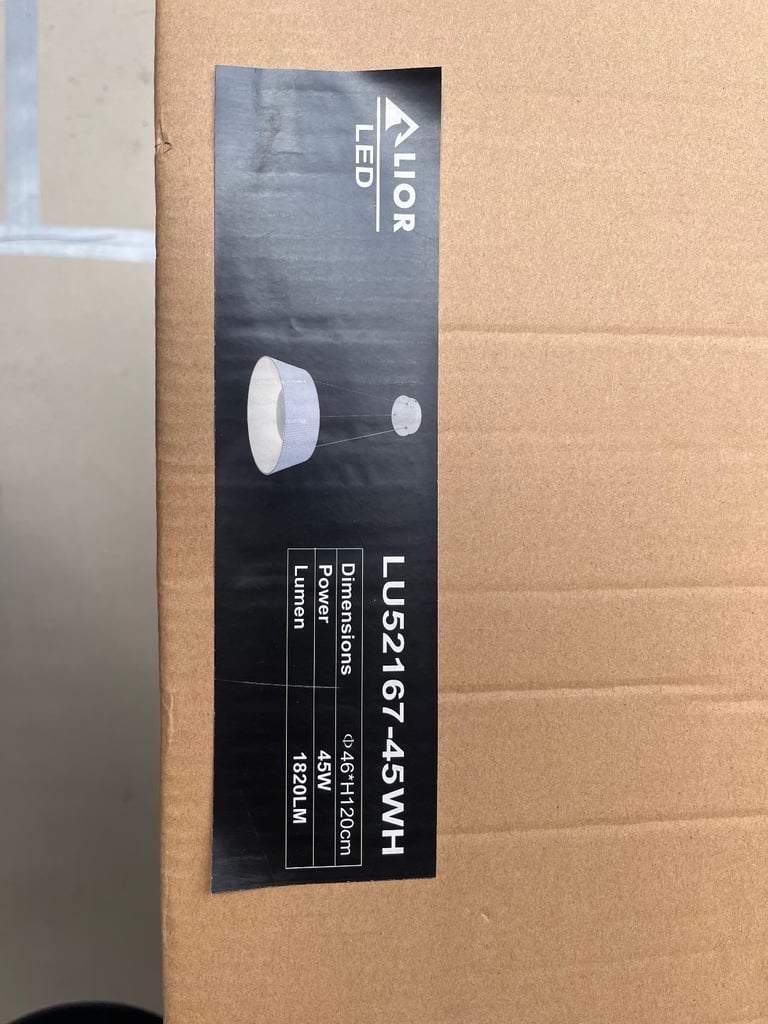 ALIOR
LED
LU52167-45WH
Dimensions Φ46*H120cm
Power 45W
Lumen 1820LM